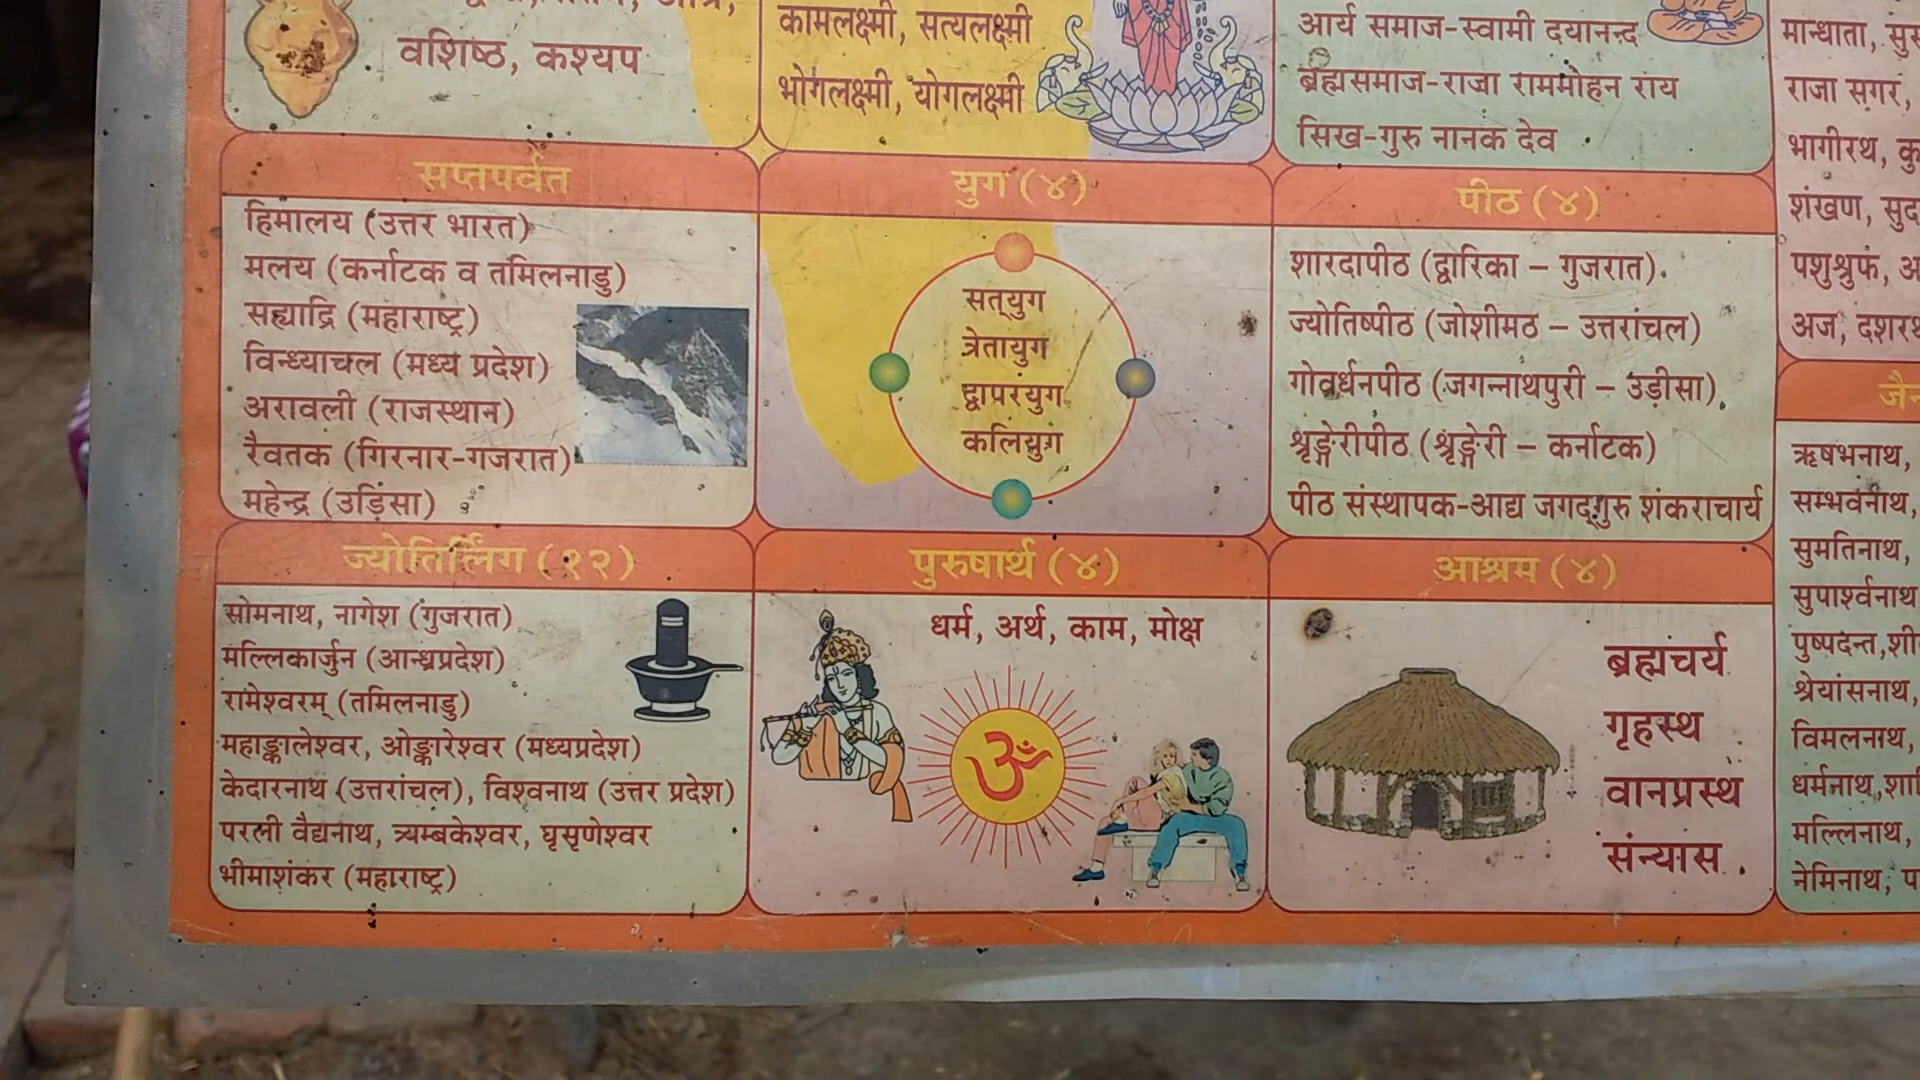 वशिष्ठ, कश्यप
कामलक्ष्मी, सत्यलक्ष्मी
भोगलक्ष्मी, योगलक्ष्मी
आर्य समाज-स्वामी दयानन्द
ब्रह्मसमाज-राजा राममोहन राय
सिख-गुरु नानक देव
मान्धाता,
राजा सगर,
भागीरथ,
शंखण,
पशुश्रुफ,
अज,
सप्तपर्वत
हिमालय (उत्तर भारत)
मलय (कर्नाटक व तमिलनाडु)
सह्याद्रि (महाराष्ट्र)
विन्ध्याचल (मध्य प्रदेश)
अरावली (राजस्थान)
रैवतक (गिरनार-गजरात)
महेन्द्र (उड़िसा)
युग (४)
सत्‌युग
त्रेतायुग
द्वापरयुग
कलियुग
पीठ (४)
शारदापीठ (द्वारिका – गुजरात)
ज्योतिष्पीठ (जोशीमठ – उत्तरांचल)
गोवर्धनपीठ (जगन्नाथपुरी – उड़ीसा)
श्रृङ्गेरीपीठ (श्रृङ्गेरी – कर्नाटक)
पीठ संस्थापक-आद्य जगद्गुरु शंकराचार्य
ज्योतिर्लिंग (१२)
सोमनाथ, नागेश (गुजरात)
मल्लिकार्जुन (आन्ध्रप्रदेश)
रामेश्वरम् (तमिलनाडु)
महाङ्कालेश्वर, ओङ्कारेश्वर (मध्यप्रदेश)
केदारनाथ (उत्तरांचल), विश्वनाथ (उत्तर प्रदेश)
परली वैद्यनाथ, त्र्यम्बकेश्वर, घृसृणेश्वर
भीमाशंकर (महाराष्ट्र)
पुरुषार्थ (४)
धर्म, अर्थ, काम, मोक्ष
ॐ
आश्रम (४)
ब्रह्मचर्य
गृहस्थ
वानप्रस्थ
संन्यास
ऋषभनाथ,
सम्भवनाथ,
सुमतिनाथ,
सुपार्श्वनाथ
पुष्पदन्त,
श्रेयांसनाथ,
विमलनाथ,
धर्मनाथ,
मल्लिनाथ,
नेमिनाथ,